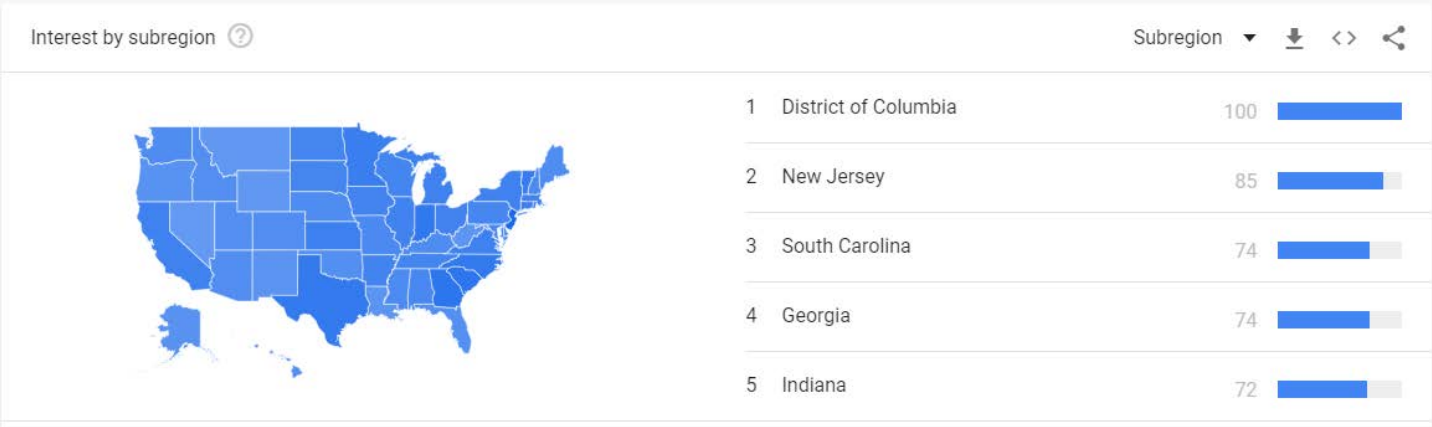 Interest by subregion ?
Subregion
1 District of Columbia 100
2 New Jersey 85
3 South Carolina 74
4 Georgia 74
5 Indiana 72